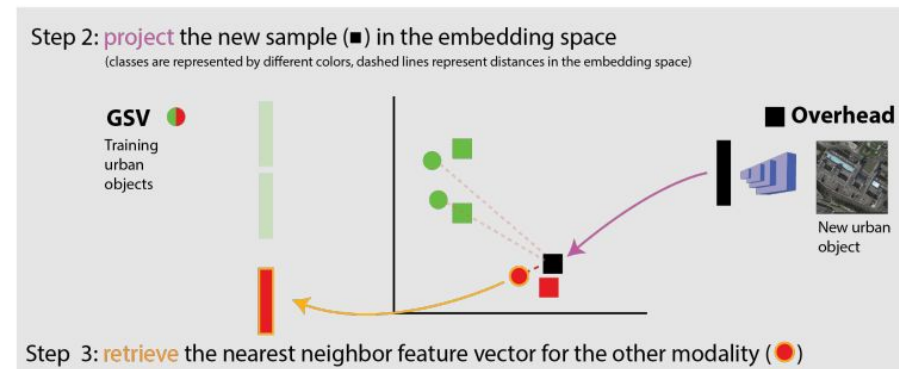 Step 2: project the new sample (■) in the embedding space
(classes are represented by different colors, dashed lines represent distances in the embedding space)
GSV
Overhead
Training
urban
objects
New urban
object
Step 3: retrieve the nearest neighbor feature vector for the other modality (●)